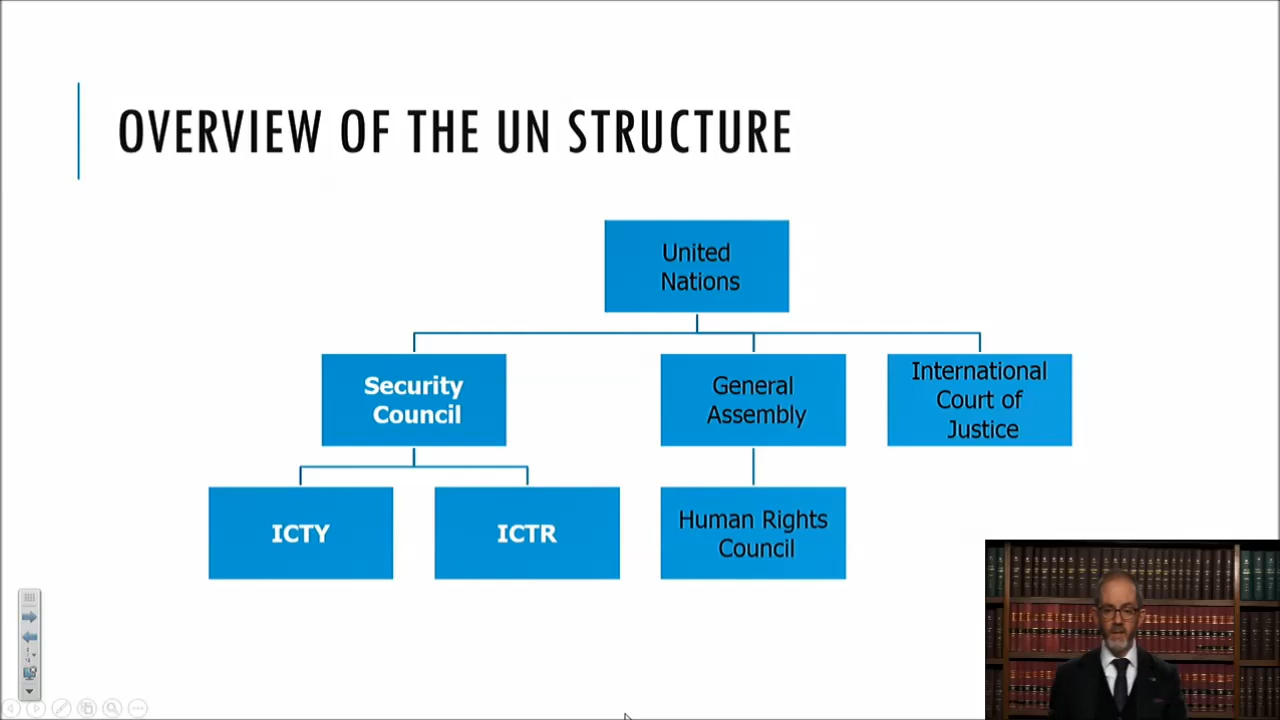 OVERVIEW OF THE UN STRUCTURE
United
Nations
Security
Council
General
Assembly
International
Court of
Justice
ICTY
ICTR
Human Rights
Council